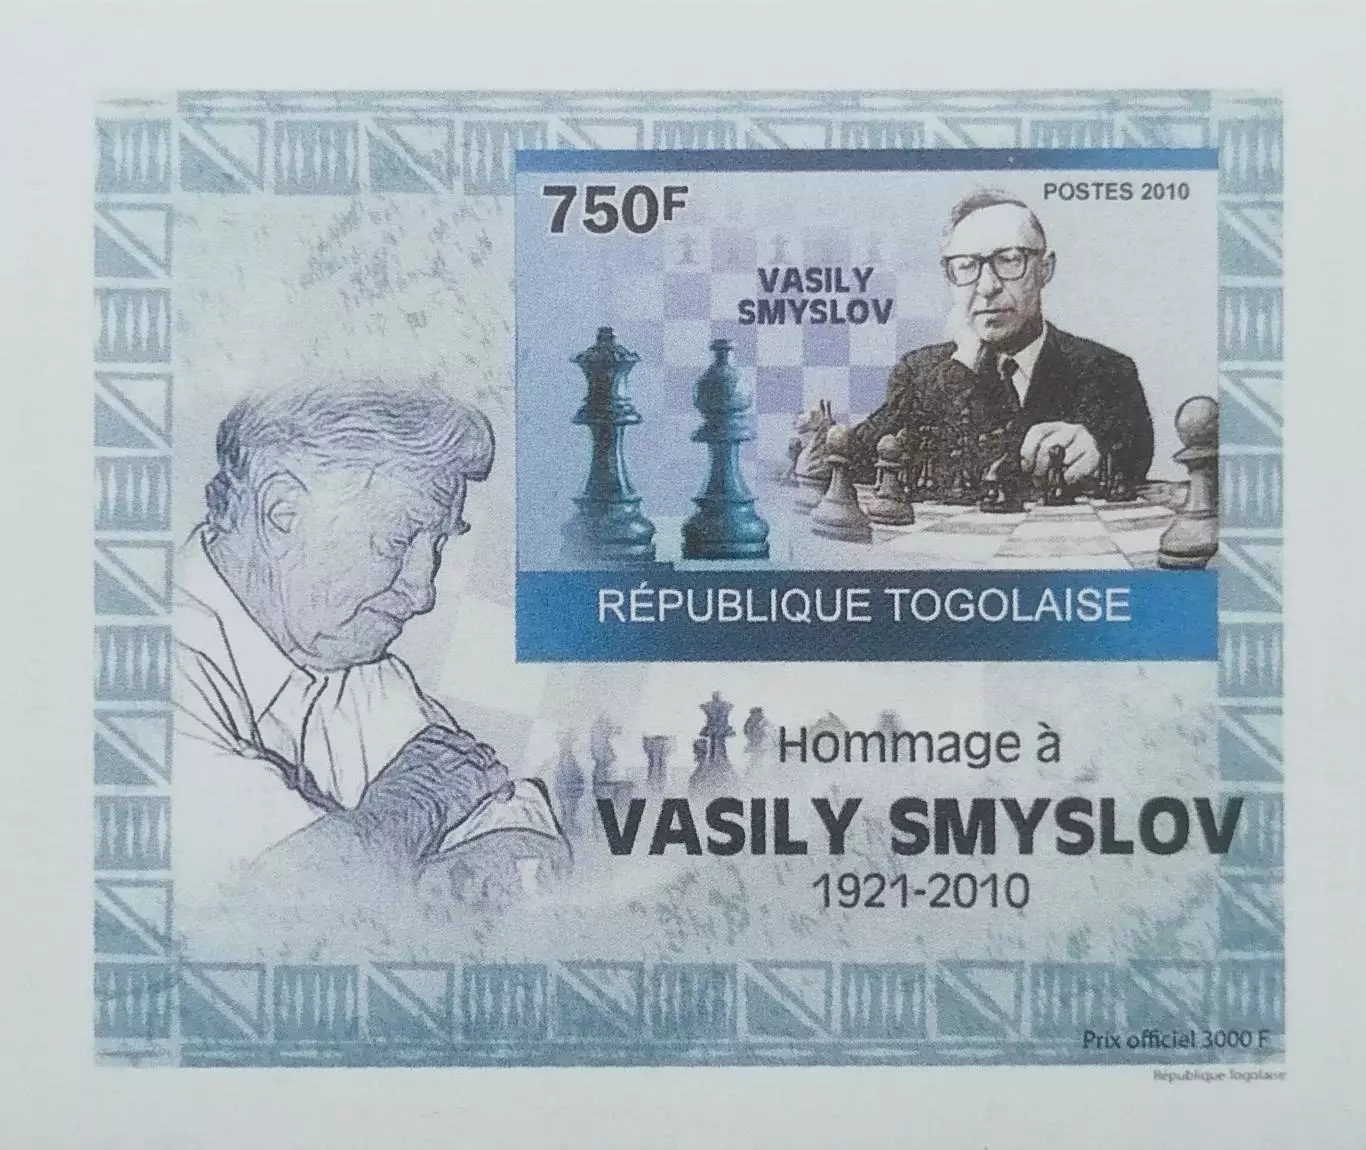 750F
POSTES 2010
VASILY
SMYSLOV
RÉPUBLIQUE TOGOLAISE
Hommage à
VASILY SMYSLOV
1921-2010
Prix officiel 3000 F
République Togolaise